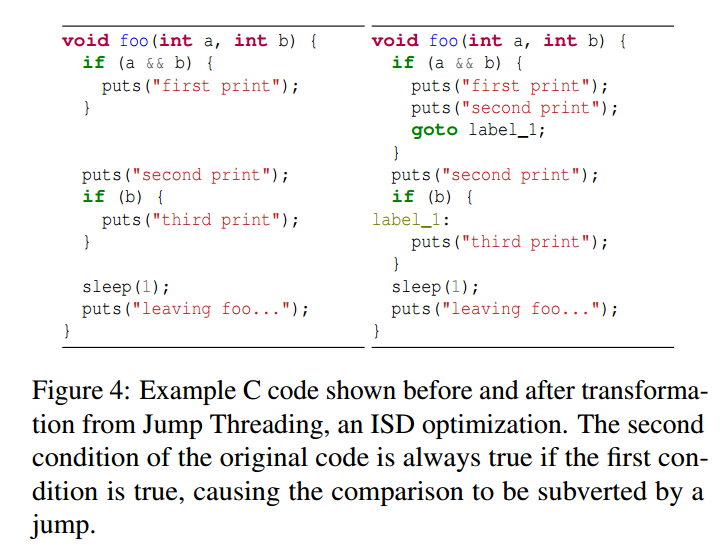 void foo(int a, int b) {
  if (a && b) {
    puts("first print");
  }
  puts("second print");
  if (b) {
    puts("third print");
  }
  sleep(1);
  puts("leaving foo...");
}
void foo(int a, int b) {
  if (a && b) {
    puts("first print");
    puts("second print");
    goto label_1;
  }
  puts("second print");
  if (b) {
label_1:
    puts("third print");
  }
  sleep(1);
  puts("leaving foo...");
}
Figure 4: Example C code shown before and after transforma-
tion from Jump Threading, an ISD optimization. The second
condition of the original code is always true if the first con-
dition is true, causing the comparison to be subverted by a
jump.